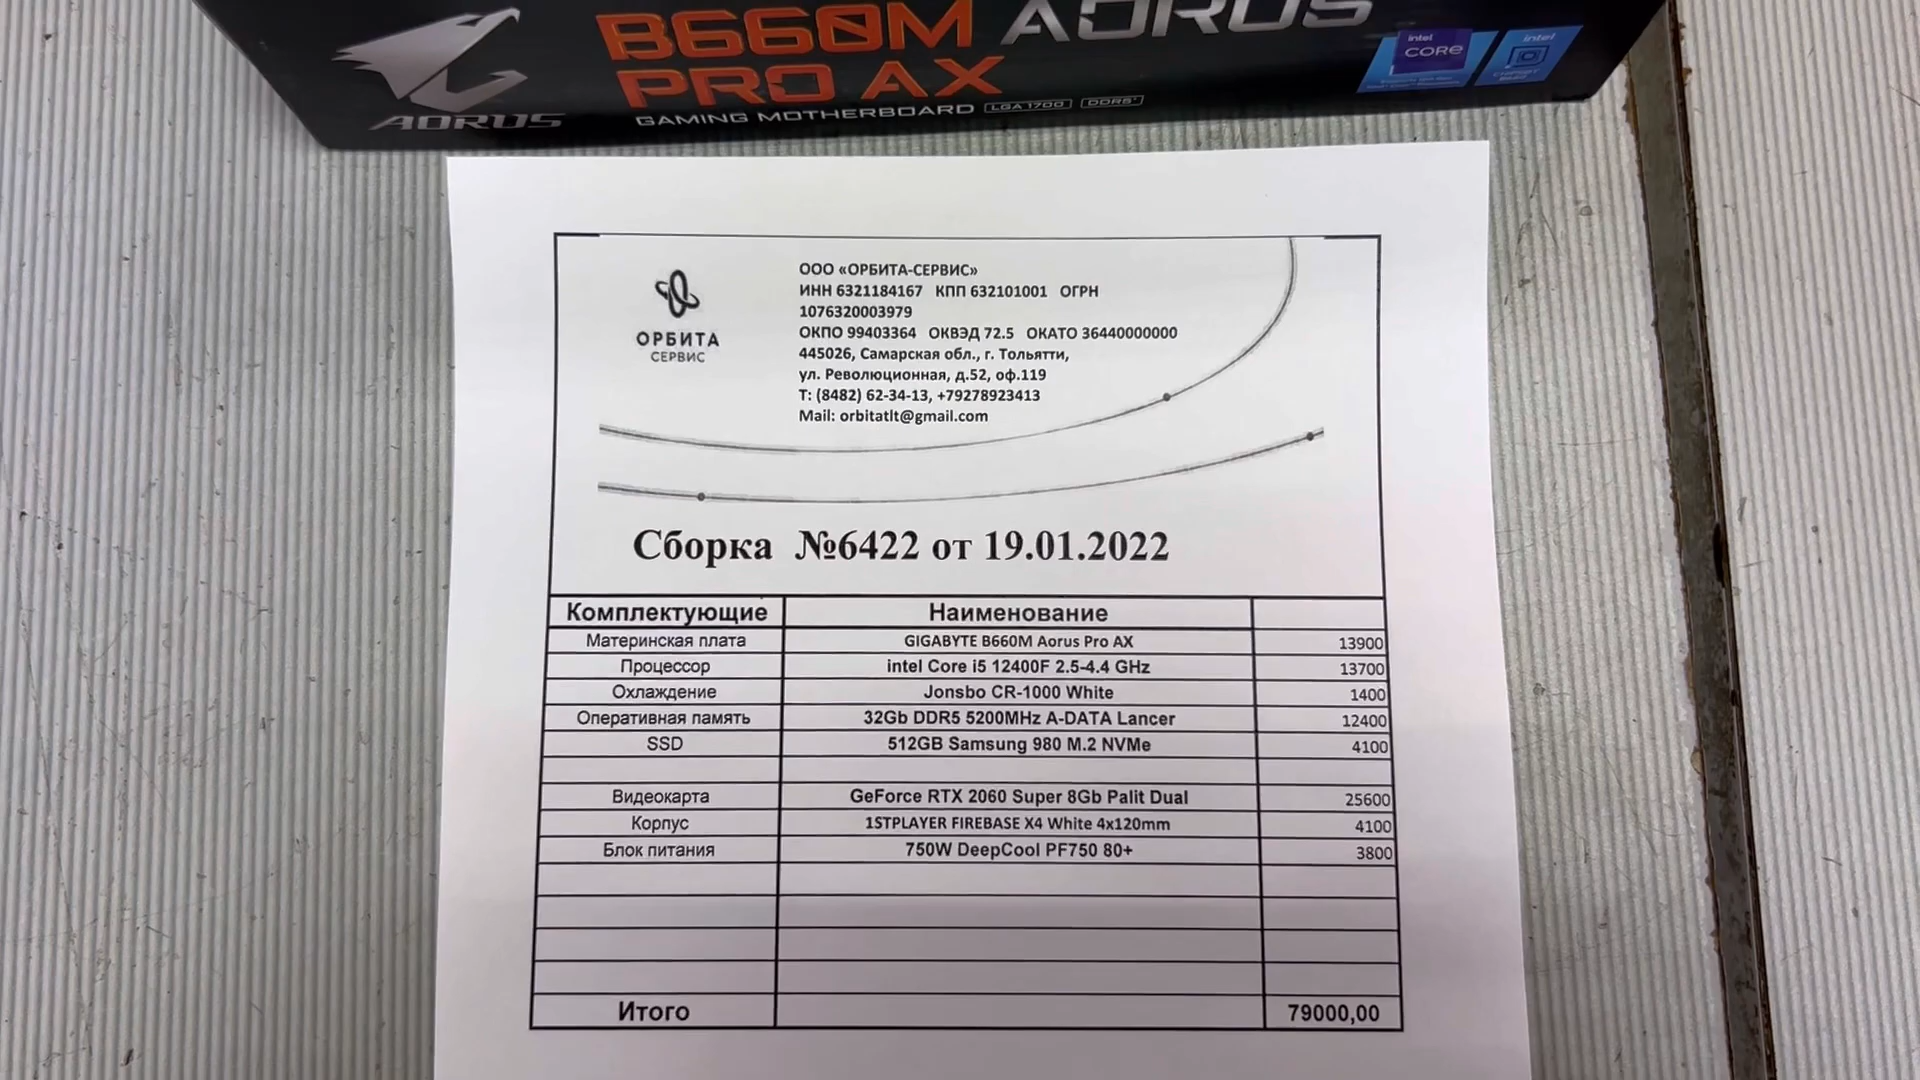 B660M AORUS
PRO AX
GAMING MOTHERBOARD LGA 1700 DDR5
AORUS
intel
CORE
intel
ОРБИТА
СЕРВИС
ООО «ОРБИТА-СЕРВИС»
ИНН 6321184167 КПП 632101001 ОГРН
1076320003979
ОКПО 99403364 ОКВЭД 72.5 ОКАТО 36440000000
445026, Самарская обл., г. Тольятти,
ул. Революционная, д.52, оф.119
Т: (8482) 62-34-13, +79278923413
Mail: orbitatlt@gmail.com
Сборка №6422 от 19.01.2022
Комплектующие Наименование
Материнская плата GIGABYTE B660M Aorus Pro AX 13900
Процессор intel Core i5 12400F 2.5-4.4 GHz 13700
Охлаждение Jonsbo CR-1000 White 1400
Оперативная память 32Gb DDR5 5200MHz A-DATA Lancer 12400
SSD 512GB Samsung 980 M.2 NVMe 4100
Видеокарта GeForce RTX 2060 Super 8Gb Palit Dual 25600
Корпус 1STPLAYER FIREBASE X4 White 4x120mm 4100
Блок питания 750W DeepCool PF750 80+ 3800
Итого 79000,00